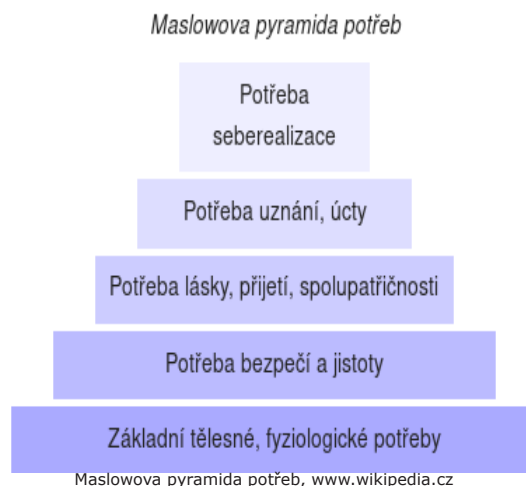 Maslowova pyramida potřeb
Potřeba
seberealizace
Potřeba uznání, úcty
Potřeba lásky, přijetí, spolupatřičnosti
Potřeba bezpečí a jistoty
Základní tělesné, fyziologické potřeby
Maslowova pyramida potřeb, www.wikipedia.cz